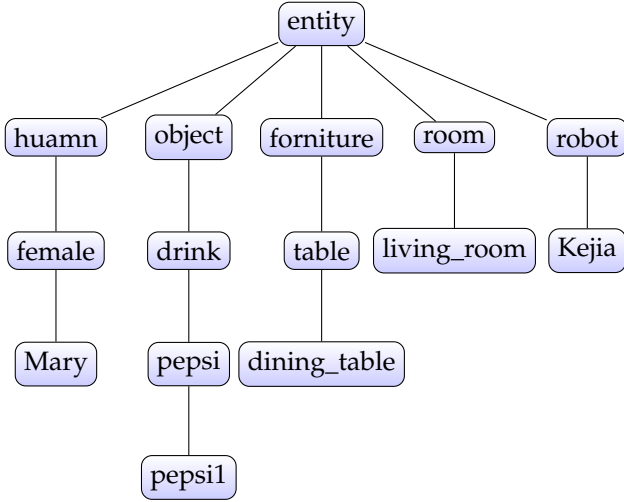 entity
huamn
object
forniture
room
robot
female
drink
table
living_room
Kejia
Mary
pepsi
dining_table
pepsi1